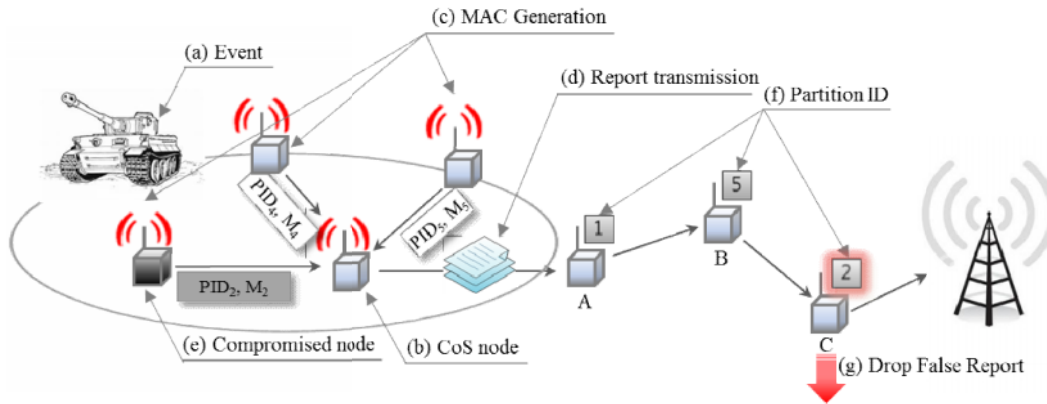 (c) MAC Generation
(a) Event
(d) Report transmission
(f) Partition ID
PID4, M4
PID5, M5
5
1
B
2
PID2, M2
A
C
(e) Compromised node
(b) CoS node
(g) Drop False Report